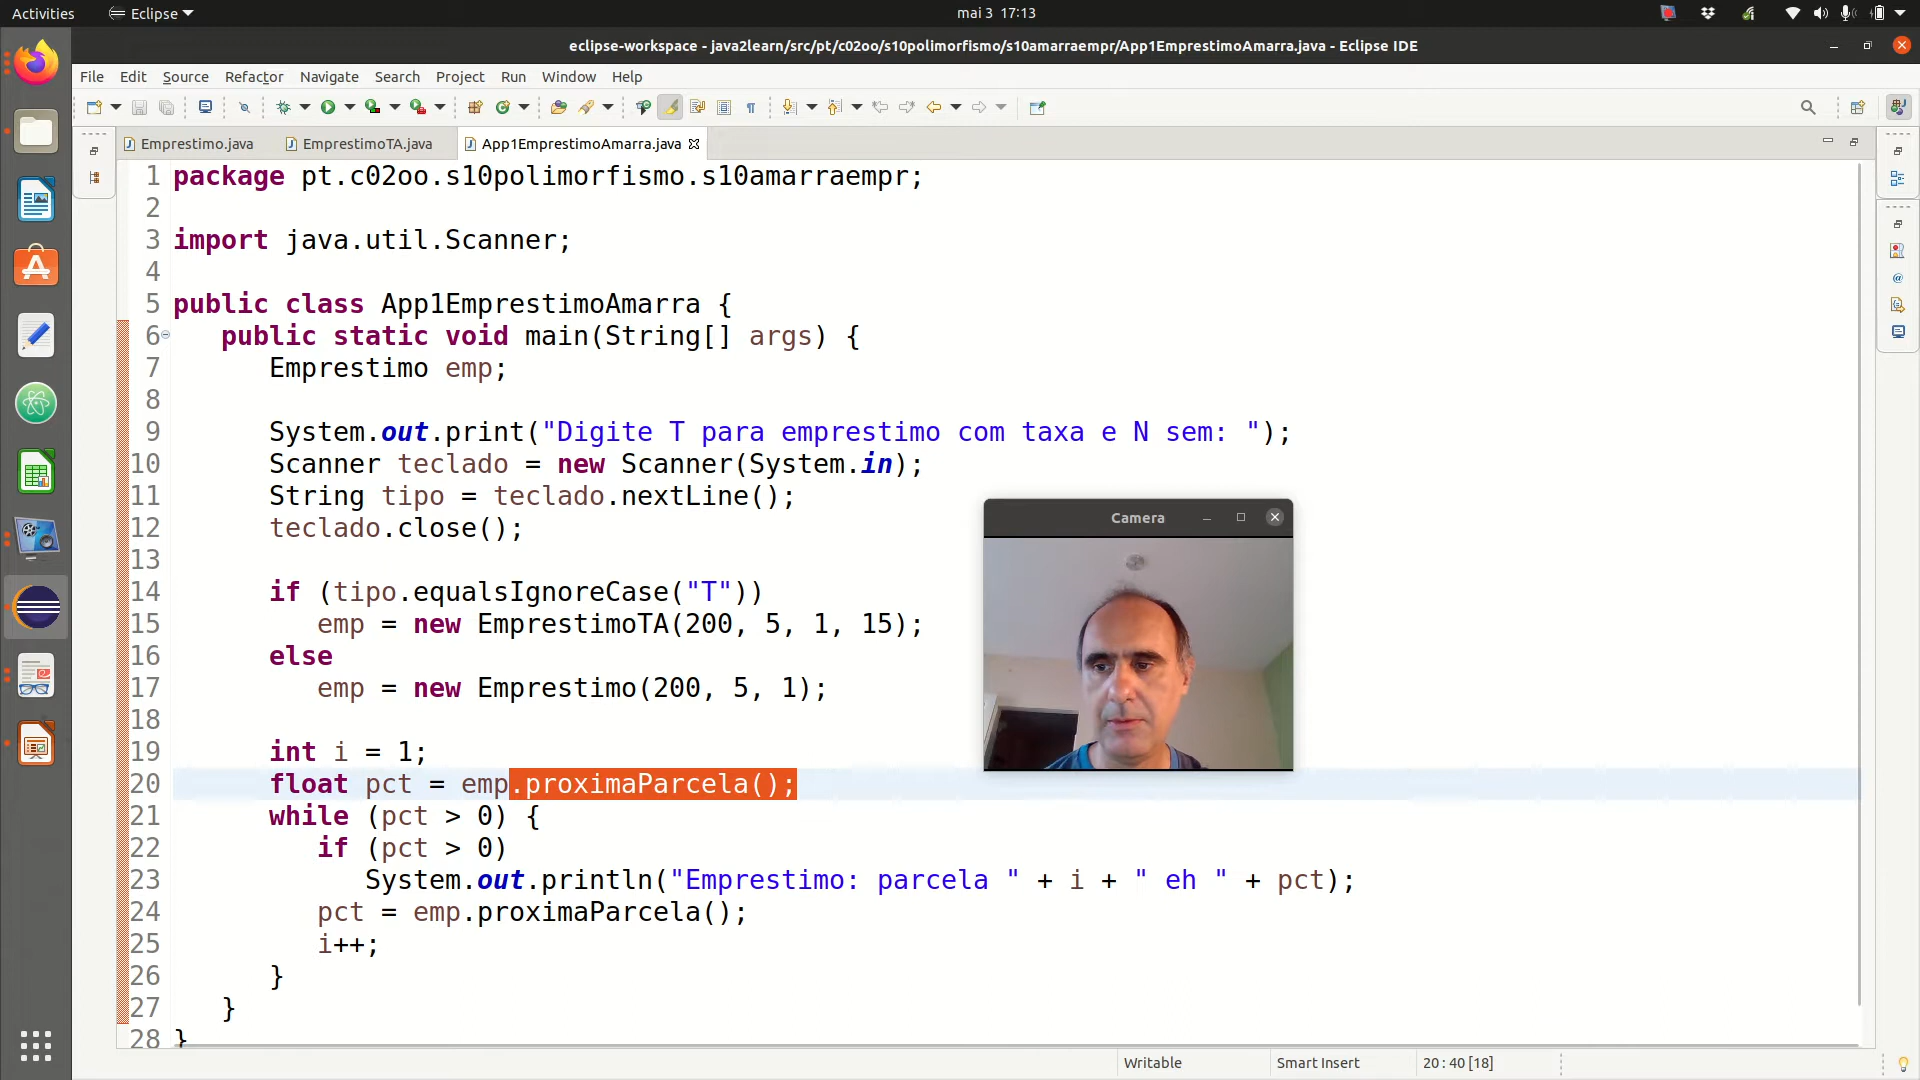 Activities
Eclipse
mai 3 17:13
eclipse-workspace - java2learn/src/pt/c02oo/s10polimorfismo/s10amarraempr/App1EmprestimoAmarra.java - Eclipse IDE
File Edit Source Refactor Navigate Search Project Run Window Help
Emprestimo.java EmprestimoTA.java App1EmprestimoAmarra.java
1 package pt.c02oo.s10polimorfismo.s10amarraempr;
2
3 import java.util.Scanner;
4
5 public class App1EmprestimoAmarra {
6 public static void main(String[] args) {
7 Emprestimo emp;
8
9 System.out.print("Digite T para emprestimo com taxa e N sem: ");
10 Scanner teclado = new Scanner(System.in);
11 String tipo = teclado.nextLine();
12 teclado.close();
13
14 if (tipo.equalsIgnoreCase("T"))
15 emp = new EmprestimoTA(200, 5, 1, 15);
16 else
17 emp = new Emprestimo(200, 5, 1);
18
19 int i = 1;
20 float pct = emp.proximaParcela();
21 while (pct > 0) {
22 if (pct > 0)
23 System.out.println("Emprestimo: parcela " + i + " eh " + pct);
24 pct = emp.proximaParcela();
25 i++;
26 }
27 }
28 }
Camera
Writable Smart Insert 20 : 40 [18]